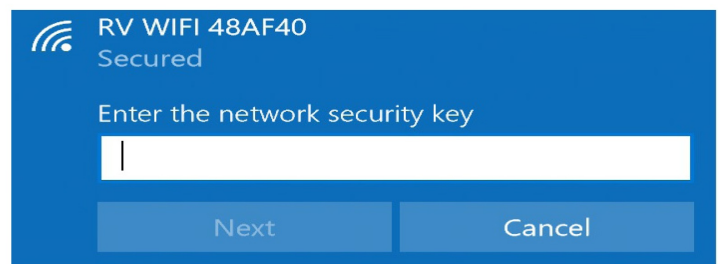 RV WIFI 48AF40
Secured
Enter the network security key
Next
Cancel